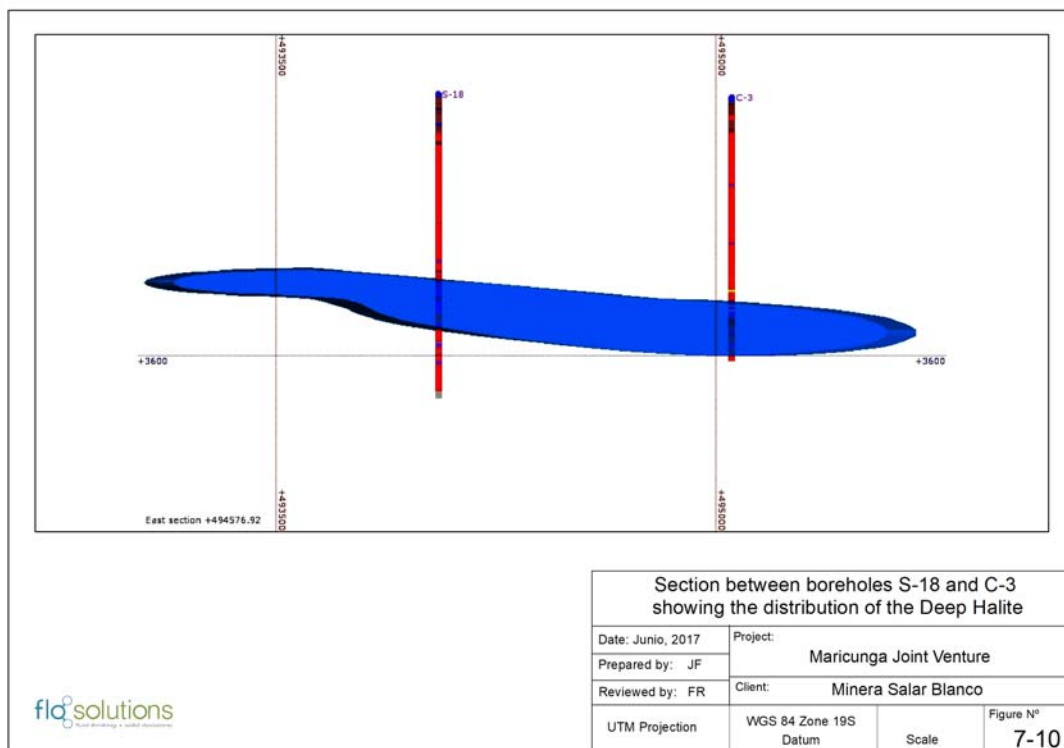 +493500
+495000
S-18
C-3
+3600
+3600
+493500
+495000
East section +494576.92
Section between boreholes S-18 and C-3
showing the distribution of the Deep Halite
Date: Junio, 2017
Project:
Maricunga Joint Venture
Prepared by: JF
Reviewed by: FR
Client: Minera Salar Blanco
UTM Projection
WGS 84 Zone 19S
Datum
Scale
Figure Nº
7-10
flo solutions